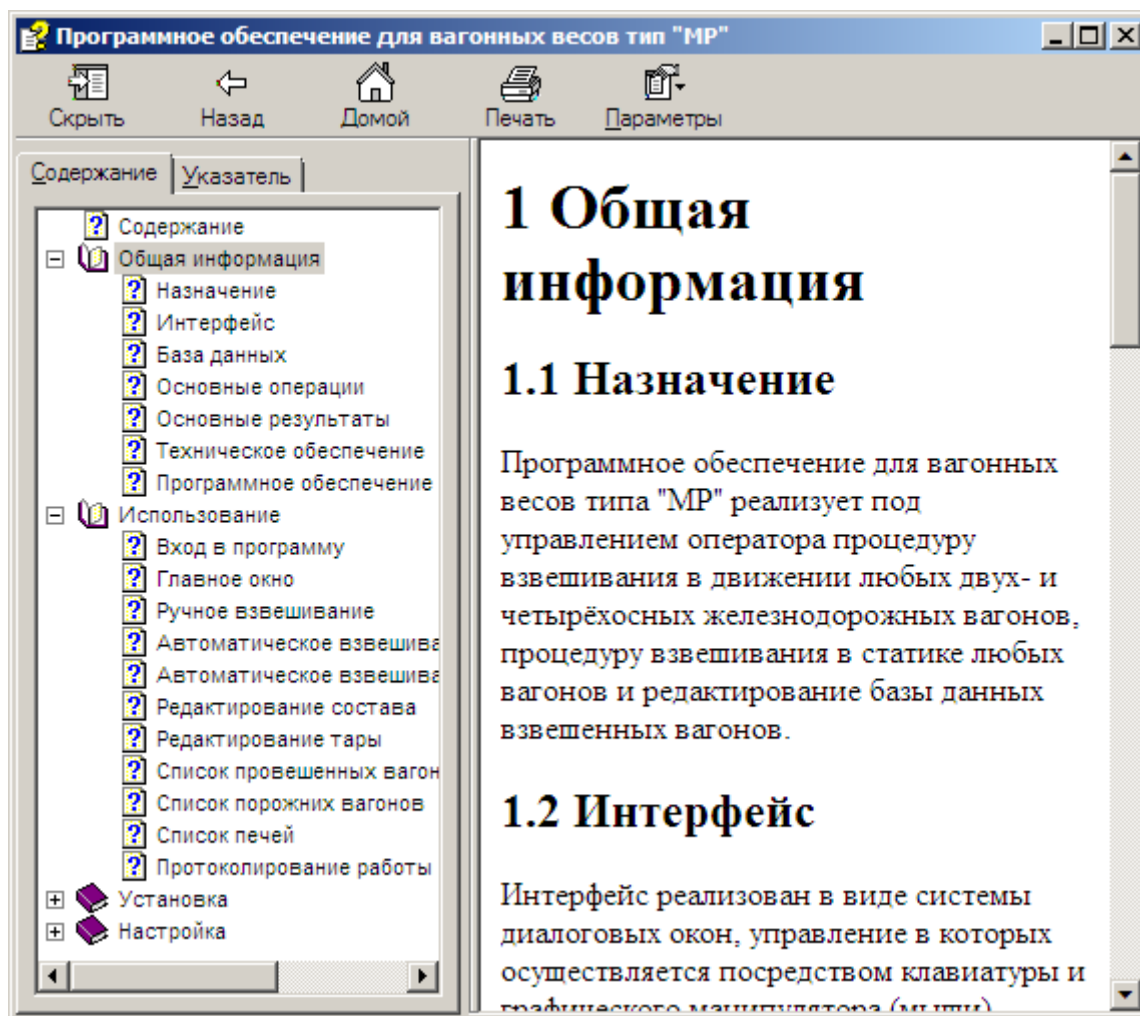 Программное обеспечение для вагонных весов тип "МР"
Скрыть Назад Домой Печать Параметры
Содержание Указатель
Содержание
Общая информация
Назначение
Интерфейс
База данных
Основные операции
Основные результаты
Техническое обеспечение
Программное обеспечение
Использование
Вход в программу
Главное окно
Ручное взвешивание
Автоматическое взвешива
Автоматическое взвешива
Редактирование состава
Редактирование тары
Список провешенных вагон
Список порожних вагонов
Список печей
Протоколирование работы
Установка
Настройка
1 Общая
информация
1.1 Назначение
Программное обеспечение для вагонных
весов типа "МР" реализует под
управлением оператора процедуру
взвешивания в движении любых двух- и
четырёхосных железнодорожных вагонов,
процедуру взвешивания в статике любых
вагонов и редактирование базы данных
взвешенных вагонов.
1.2 Интерфейс
Интерфейс реализован в виде системы
диалоговых окон, управление в которых
осуществляется посредством клавиатуры и
графического манипулятора (мыши)